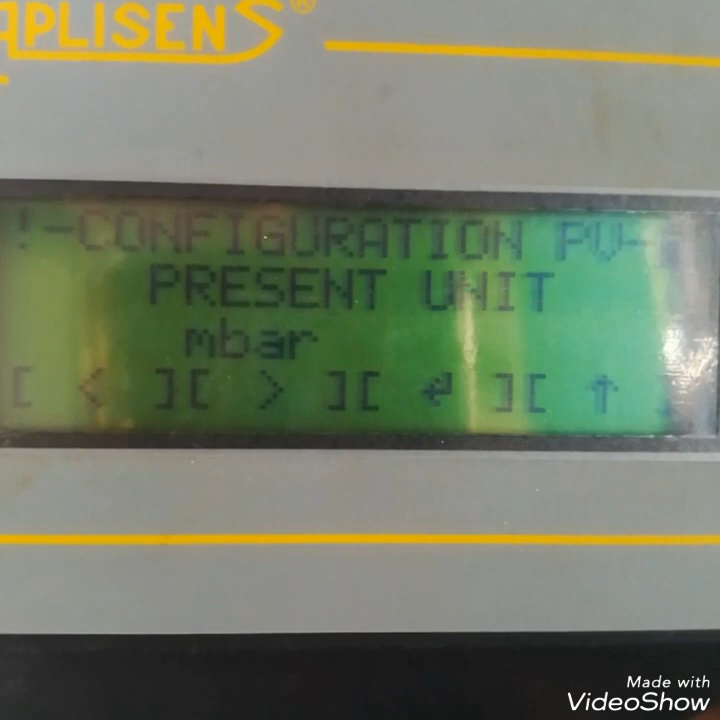 APLISENS®
!-CONFIGURATION PV-
PRESENT UNIT
mbar
[ < ][ > ][ ↵ ][ ↑ ]
Made with
VideoShow